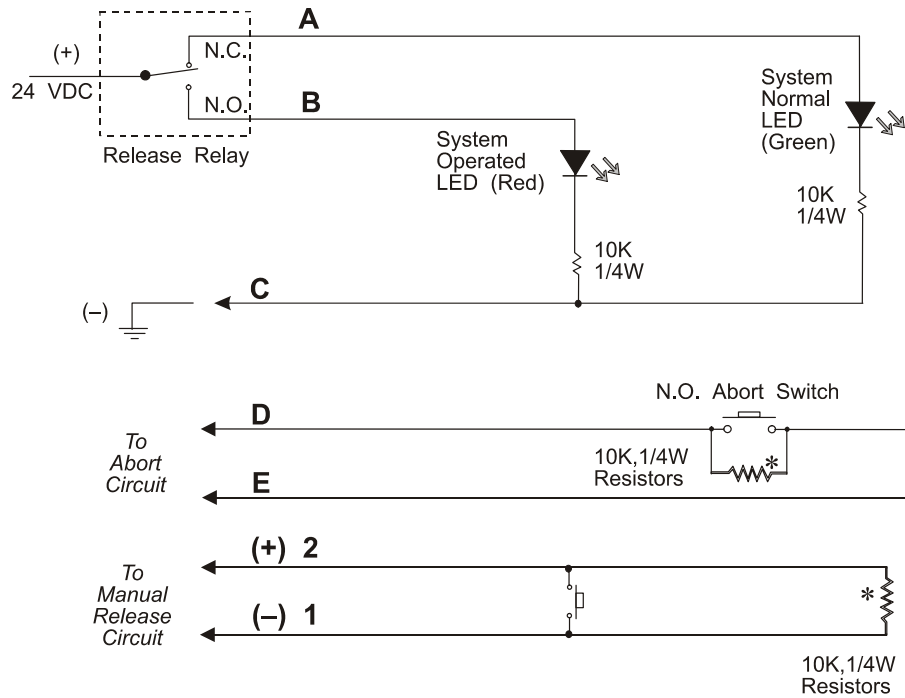 A
(+)
N.C.
24 VDC
N.O.
B
Release Relay
System
Normal
LED
(Green)
System
Operated
LED (Red)
10K
1/4W
10K
1/4W
C
(–)
N.O. Abort Switch
D
To
Abort
Circuit
10K,1/4W
Resistors
*
E
(+) 2
To
Manual
Release
Circuit
*
(–) 1
10K,1/4W
Resistors